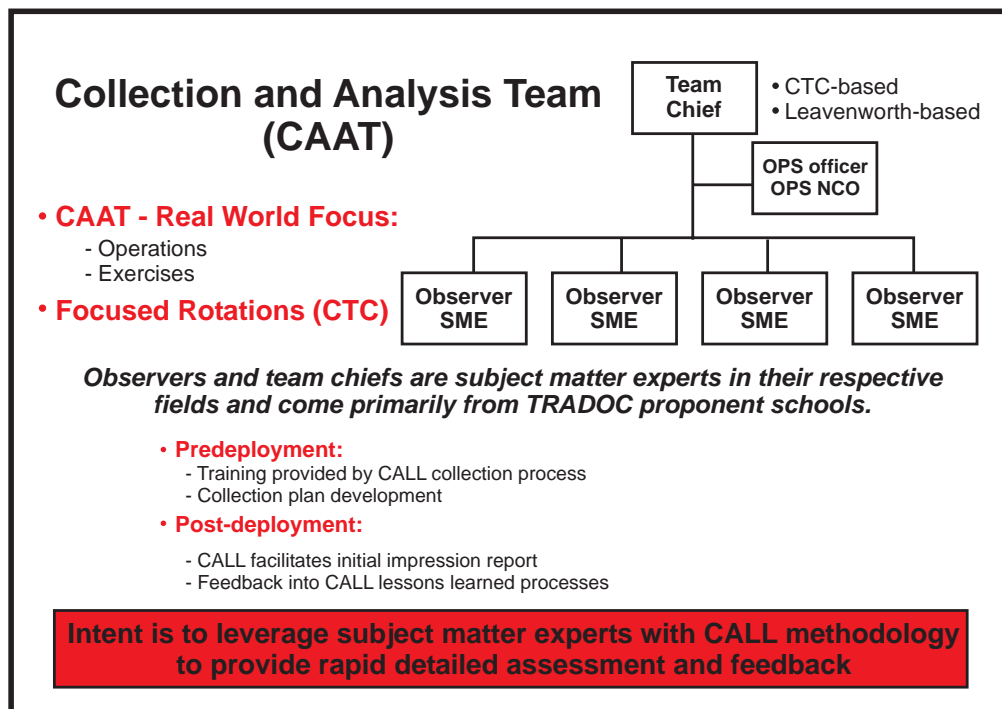 Collection and Analysis Team
(CAAT)
Team
Chief
• CTC-based
• Leavenworth-based
OPS officer
OPS NCO
• CAAT - Real World Focus:
- Operations
- Exercises
• Focused Rotations (CTC)
Observer
SME
Observer
SME
Observer
SME
Observer
SME
Observers and team chiefs are subject matter experts in their respective
fields and come primarily from TRADOC proponent schools.
• Predeployment:
- Training provided by CALL collection process
- Collection plan development
• Post-deployment:
- CALL facilitates initial impression report
- Feedback into CALL lessons learned processes
Intent is to leverage subject matter experts with CALL methodology
to provide rapid detailed assessment and feedback